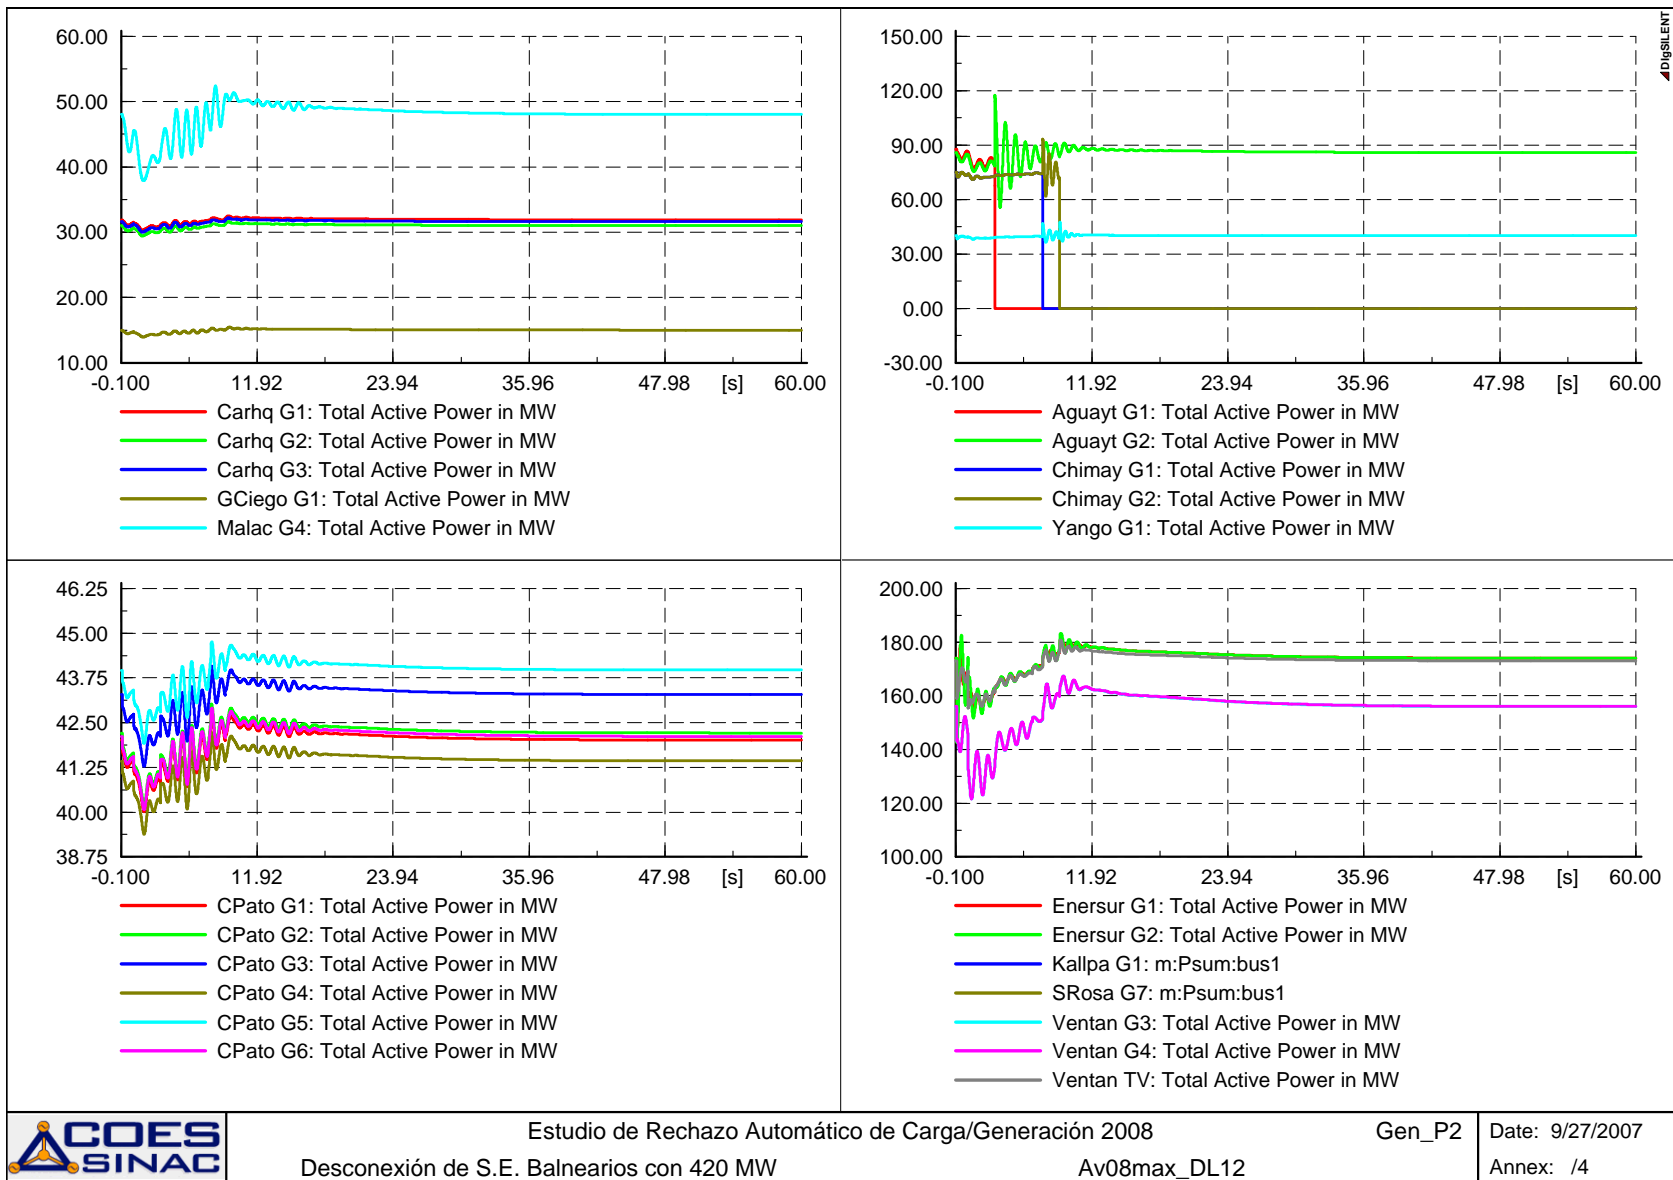 60.00
50.00
40.00
30.00
20.00
10.00
-0.100 11.92 23.94 35.96 47.98 [s] 60.00
Carhq G1: Total Active Power in MW
Carhq G2: Total Active Power in MW
Carhq G3: Total Active Power in MW
GCiego G1: Total Active Power in MW
Malac G4: Total Active Power in MW
150.00
120.00
90.00
60.00
30.00
0.00
-30.00
-0.100 11.92 23.94 35.96 47.98 [s] 60.00
Aguayt G1: Total Active Power in MW
Aguayt G2: Total Active Power in MW
Chimay G1: Total Active Power in MW
Chimay G2: Total Active Power in MW
Yango G1: Total Active Power in MW
DIgSILENT
46.25
45.00
43.75
42.50
41.25
40.00
38.75
-0.100 11.92 23.94 35.96 47.98 [s] 60.00
CPato G1: Total Active Power in MW
CPato G2: Total Active Power in MW
CPato G3: Total Active Power in MW
CPato G4: Total Active Power in MW
CPato G5: Total Active Power in MW
CPato G6: Total Active Power in MW
200.00
180.00
160.00
140.00
120.00
100.00
-0.100 11.92 23.94 35.96 47.98 [s] 60.00
Enersur G1: Total Active Power in MW
Enersur G2: Total Active Power in MW
Kallpa G1: m:Psum:bus1
SRosa G7: m:Psum:bus1
Ventan G3: Total Active Power in MW
Ventan G4: Total Active Power in MW
Ventan TV: Total Active Power in MW
COES
SINAC
Estudio de Rechazo Automático de Carga/Generación 2008 Gen_P2
Desconexión de S.E. Balnearios con 420 MW Av08max_DL12
Date: 9/27/2007
Annex: /4